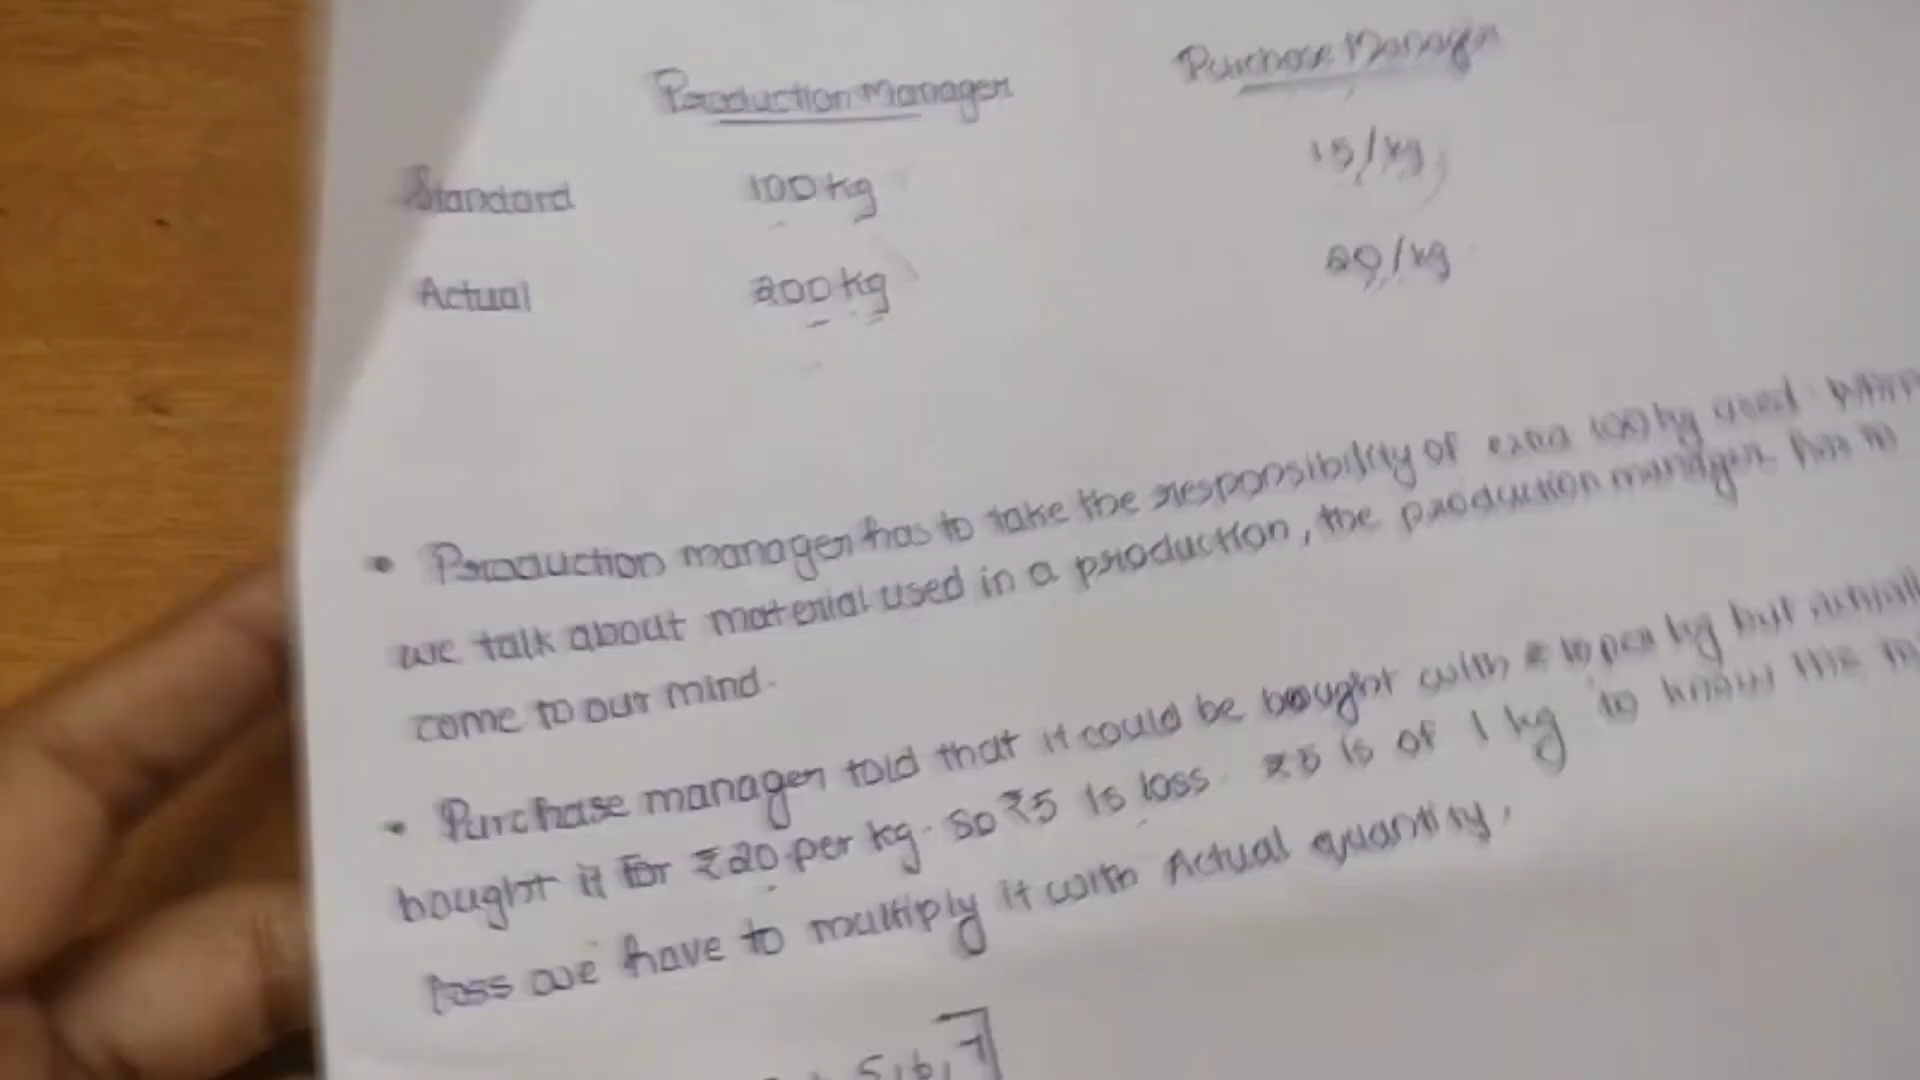 Production Manager Purchase Manager
Standard 100 kg 15/kg
Actual 200 kg 20/kg
• Production manager has to take the responsibility of extra 100 kg used
we talk about material used in a production, the production manager has to
come to our mind.
• Purchase manager told that it could be bought with per kg but
bought it for ₹20 per kg. So ₹5 is loss. ₹5 is of 1 kg to know the
loss we have to multiply it with Actual quantity.
5, 6, 7]